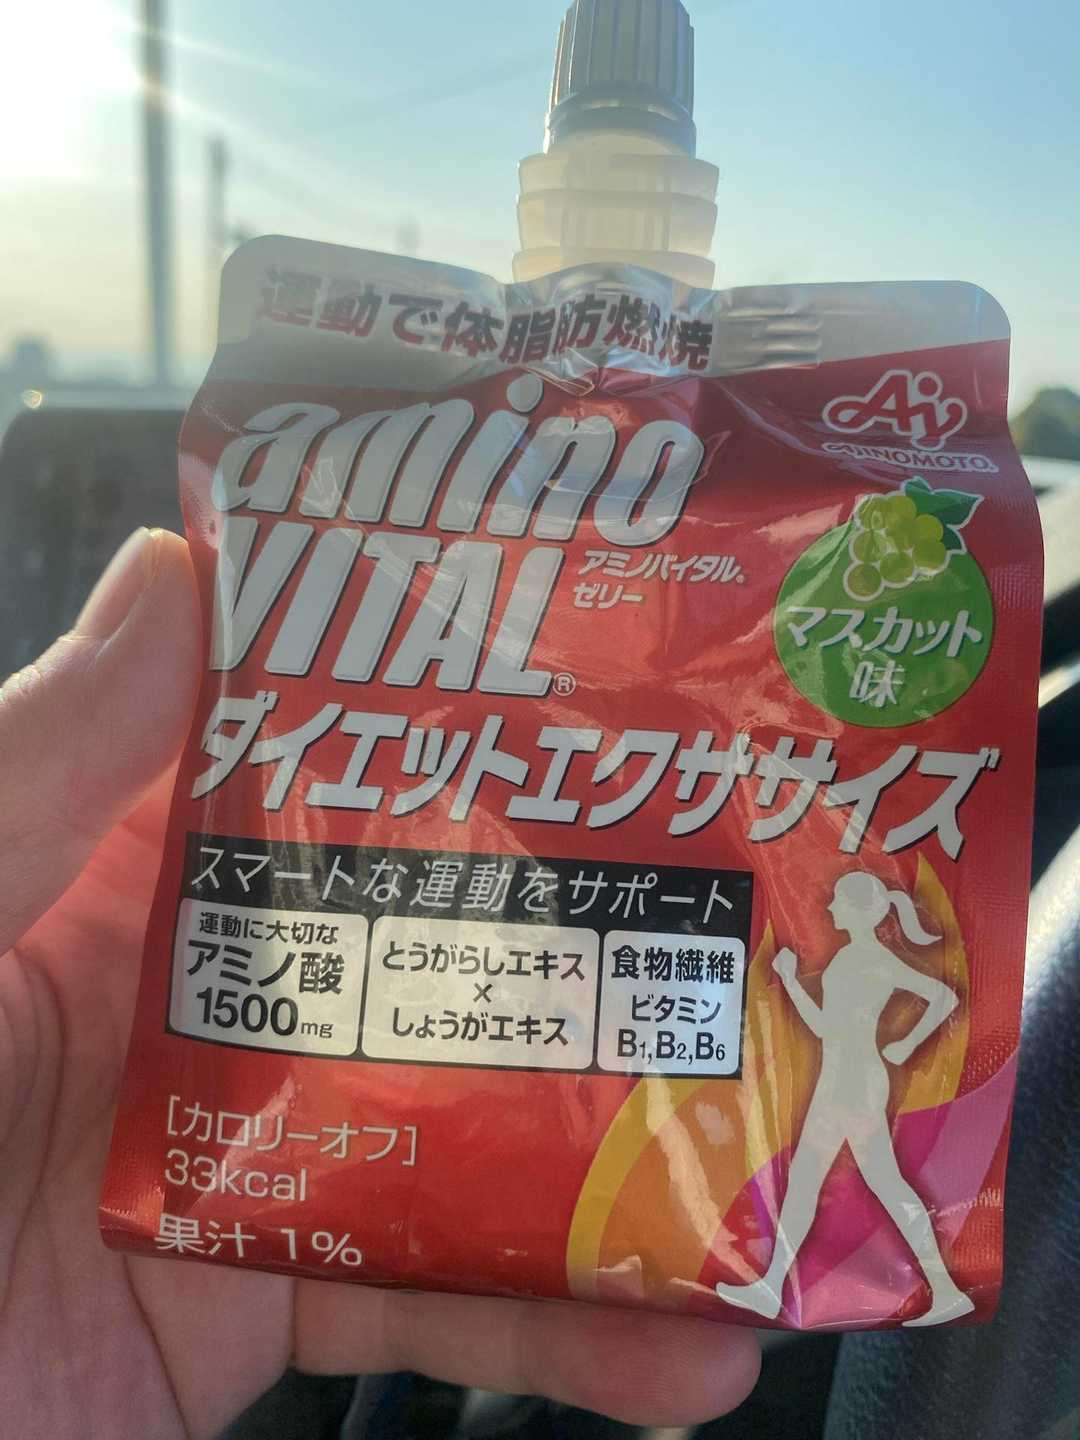 運動で体脂肪燃焼
Aji
AJINOMOTO®
amino
VITAL®
アミノバイタル®
ゼリー
マスカット
味
ダイエットエクササイズ
スマートな運動をサポート
運動に大切な
アミノ酸
1500mg
とうがらしエキス
×
しょうがエキス
食物繊維
ビタミン
B1,B2,B6
[カロリーオフ]
33kcal
果汁 1%